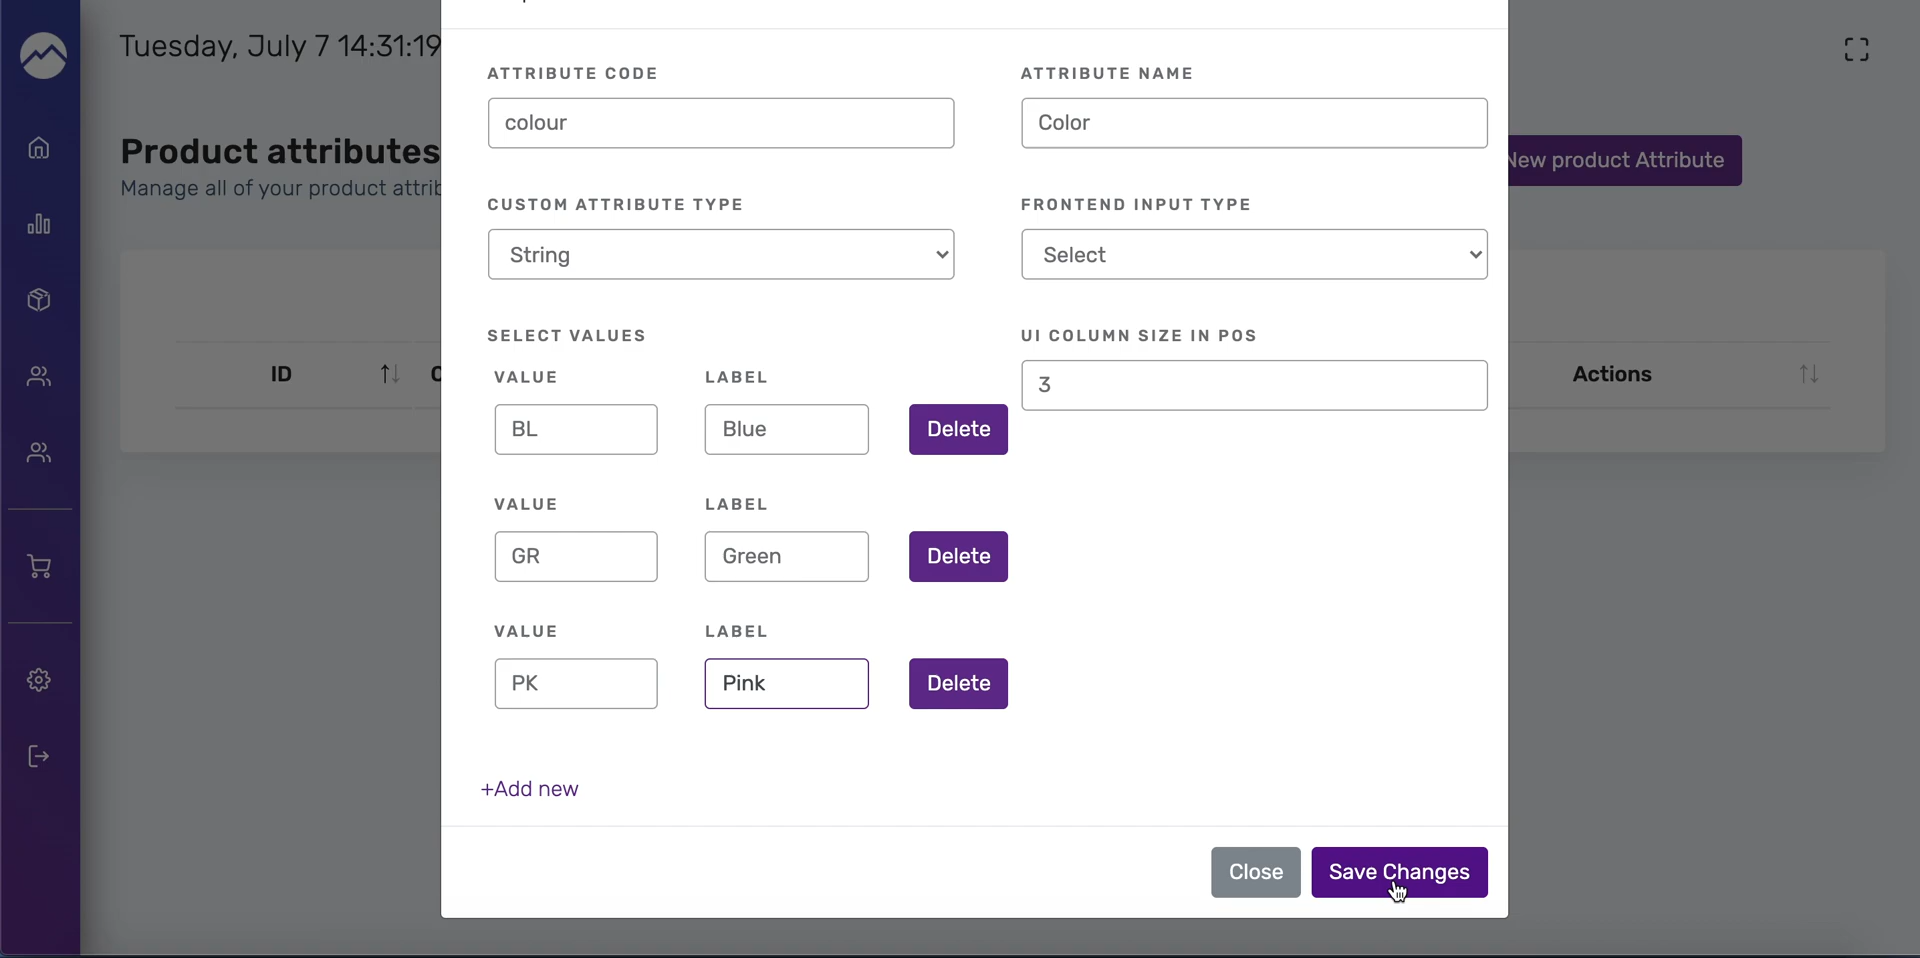 Tuesday, July 7 14:31:19
Product attributes
Manage all of your product
New product Attribute
ID
Actions
ATTRIBUTE CODE
ATTRIBUTE NAME
colour
Color
CUSTOM ATTRIBUTE TYPE
FRONTEND INPUT TYPE
String
Select
SELECT VALUES
UI COLUMN SIZE IN POS
3
VALUE LABEL
BL Blue Delete
VALUE LABEL
GR Green Delete
VALUE LABEL
PK Pink Delete
+Add new
Close Save Changes